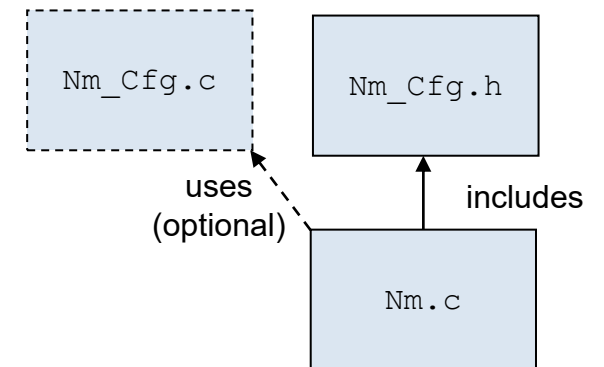 Nm_Cfg.c
Nm_Cfg.h
uses
(optional)
includes
Nm.c